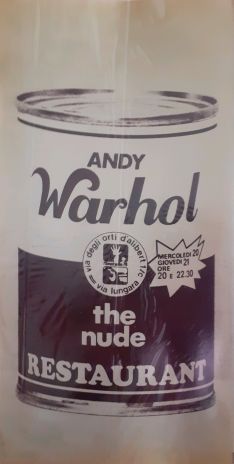 ANDY
Warhol
via degli orti d'alibert 1/c
via lungara
MERCOLEDI 20
GIOVEDI 21
ORE
20 E 22.30
the
nude
RESTAURANT